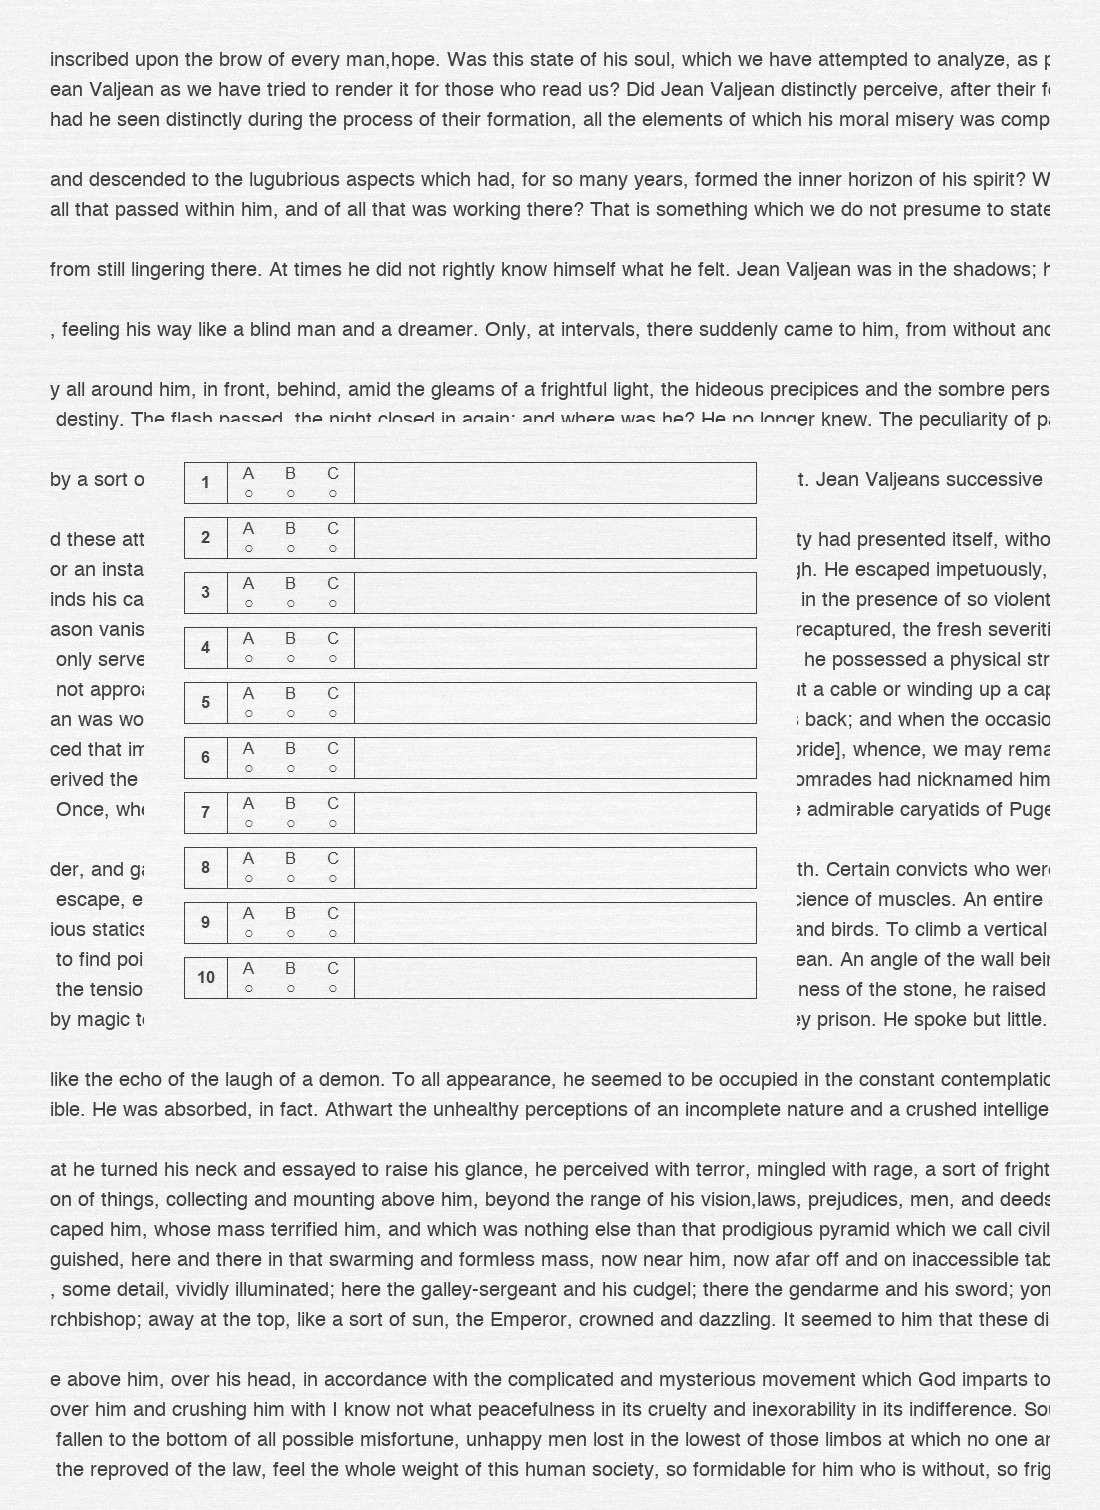 inscribed upon the brow of every man,hope. Was this state of his soul, which we have attempted to analyze, as p
ean Valjean as we have tried to render it for those who read us? Did Jean Valjean distinctly perceive, after their f
had he seen distinctly during the process of their formation, all the elements of which his moral misery was comp
and descended to the lugubrious aspects which had, for so many years, formed the inner horizon of his spirit? W
all that passed within him, and of all that was working there? That is something which we do not presume to state
from still lingering there. At times he did not rightly know himself what he felt. Jean Valjean was in the shadows; h
, feeling his way like a blind man and a dreamer. Only, at intervals, there suddenly came to him, from without and
y all around him, in front, behind, amid the gleams of a frightful light, the hideous precipices and the sombre pers
destiny. The flash passed, the night closed in again; and where was he? He no longer knew. The peculiarity of pa
by a sort o
d these att
or an insta
inds his ca
ason vanis
only serve
not approa
an was wo
ced that im
erived the
Once, whe
der, and ga
escape, e
ious statics
to find poi
the tensio
by magic t
1 A B C
2 A B C
3 A B C
4 A B C
5 A B C
6 A B C
7 A B C
8 A B C
9 A B C
10 A B C
t. Jean Valjeans successive
ty had presented itself, witho
gh. He escaped impetuously,
in the presence of so violent
recaptured, the fresh severiti
he possessed a physical str
ut a cable or winding up a cap
s back; and when the occasio
pride], whence, we may rema
omrades had nicknamed him
e admirable caryatids of Puge
th. Certain convicts who were
cience of muscles. An entire
and birds. To climb a vertical
ean. An angle of the wall bein
ness of the stone, he raised
ey prison. He spoke but little.
like the echo of the laugh of a demon. To all appearance, he seemed to be occupied in the constant contemplatio
ible. He was absorbed, in fact. Athwart the unhealthy perceptions of an incomplete nature and a crushed intellige
at he turned his neck and essayed to raise his glance, he perceived with terror, mingled with rage, a sort of fright
on of things, collecting and mounting above him, beyond the range of his vision,laws, prejudices, men, and deeds
caped him, whose mass terrified him, and which was nothing else than that prodigious pyramid which we call civil
guished, here and there in that swarming and formless mass, now near him, now afar off and on inaccessible tab
, some detail, vividly illuminated; here the galley-sergeant and his cudgel; there the gendarme and his sword; yon
rchbishop; away at the top, like a sort of sun, the Emperor, crowned and dazzling. It seemed to him that these di
e above him, over his head, in accordance with the complicated and mysterious movement which God imparts to
over him and crushing him with I know not what peacefulness in its cruelty and inexorability in its indifference. Sou
fallen to the bottom of all possible misfortune, unhappy men lost in the lowest of those limbos at which no one ar
the reproved of the law, feel the whole weight of this human society, so formidable for him who is without, so frig